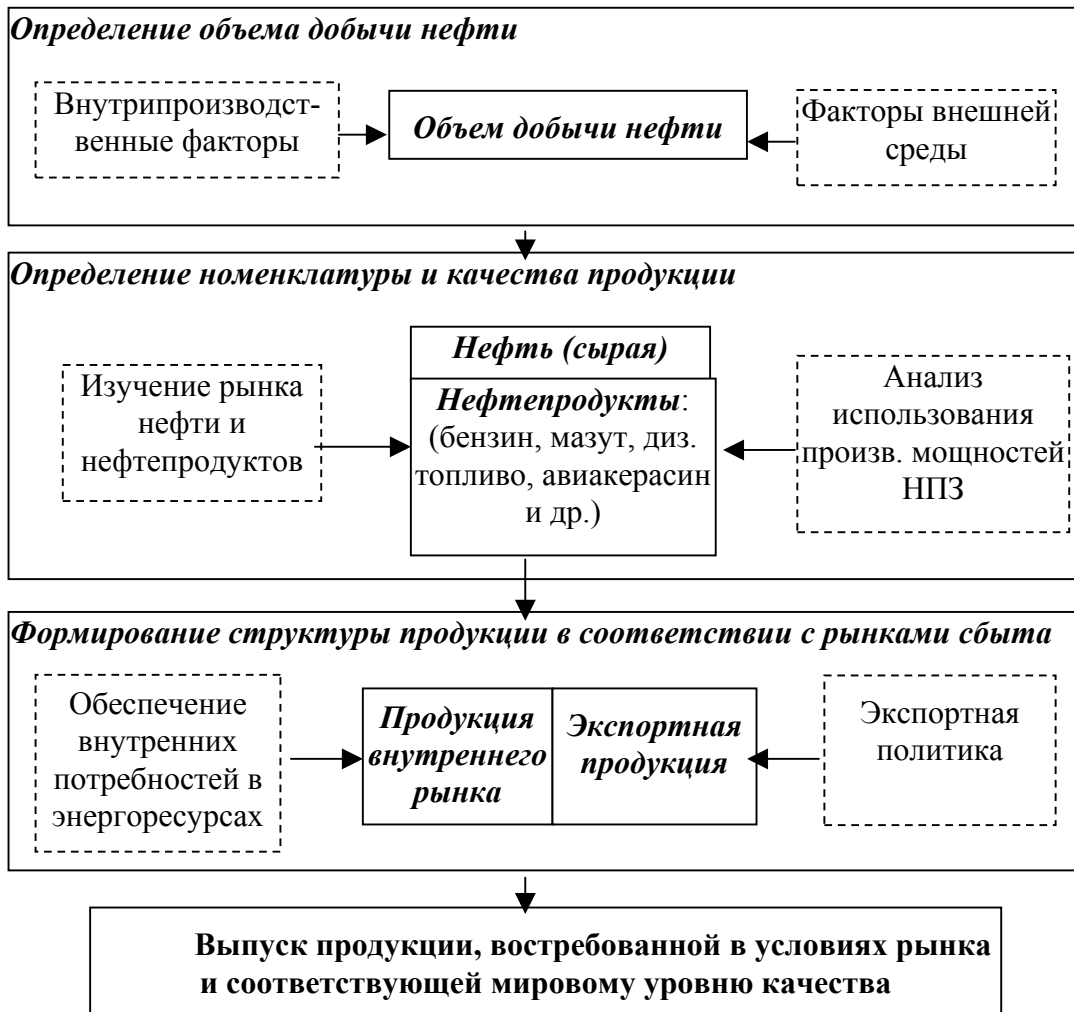 Определение объема добычи нефти
Внутрипроизводст-
венные факторы
Объем добычи нефти
Факторы внешней
среды
Определение номенклатуры и качества продукции
Изучение рынка
нефти и
нефтепродуктов
Нефть (сырая)
Нефтепродукты:
(бензин, мазут, диз.
топливо, авиакерасин
и др.)
Анализ
использования
произв. мощностей
НПЗ
Формирование структуры продукции в соответствии с рынками сбыта
Обеспечение
внутренних
потребностей в
энергоресурсах
Продукция
внутреннего
рынка
Экспортная
продукция
Экспортная
политика
Выпуск продукции, востребованной в условиях рынка
и соответствующей мировому уровню качества